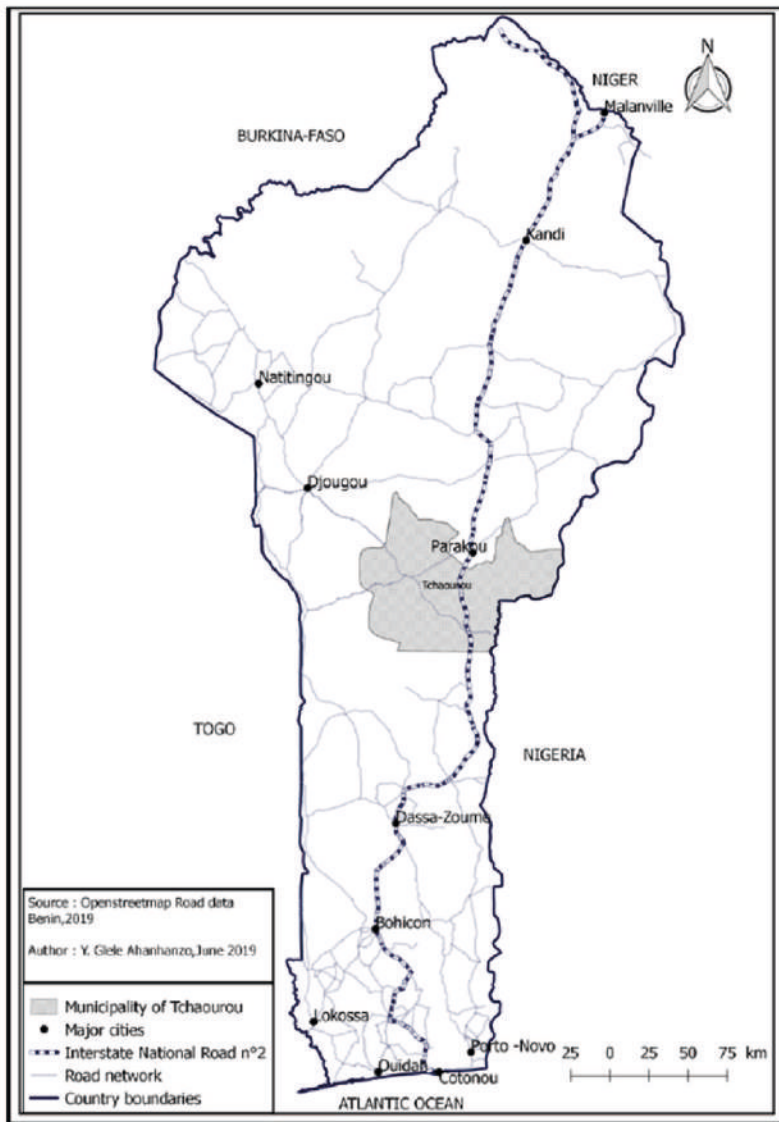 N
NIGER
Malanville
BURKINA-FASO
Kandi
Natitingou
Djougou
Parakou
Tchaourou
TOGO
NIGERIA
Dassa-Zoume
Source : Openstreetmap Road data
Benin,2019
Author : Y. Glele Ahanhanzo,June 2019
Bohicon
Municipality of Tchaourou
Major cities
Interstate National Road n°2
Road network
Country boundaries
Lokossa
Porto -Novo
Ouidah
Cotonou
25 0 25 50 75 km
ATLANTIC OCEAN